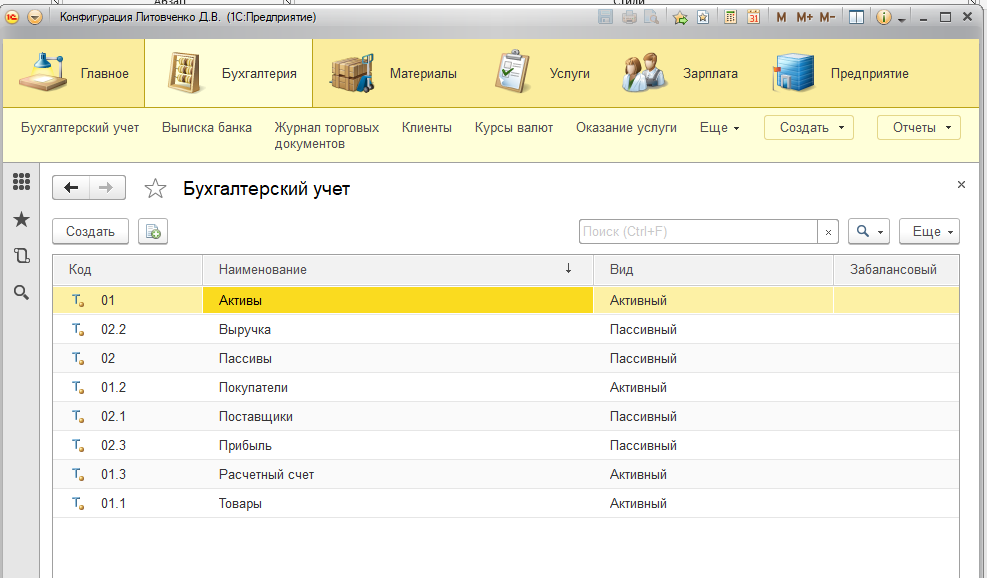 Конфигурация Литовченко Д.В. (1С:Предприятие)
M M+ M-
Главное Бухгалтерия Материалы Услуги Зарплата Предприятие
Бухгалтерский учет Выписка банка Журнал торговых документов Клиенты Курсы валют Оказание услуги Еще Создать Отчеты
Бухгалтерский учет
Создать Поиск (Ctrl+F) × Еще
Код Наименование ↓ Вид Забалансовый
01 Активы Активный
02.2 Выручка Пассивный
02 Пассивы Пассивный
01.2 Покупатели Активный
02.1 Поставщики Пассивный
02.3 Прибыль Пассивный
01.3 Расчетный счет Активный
01.1 Товары Активный